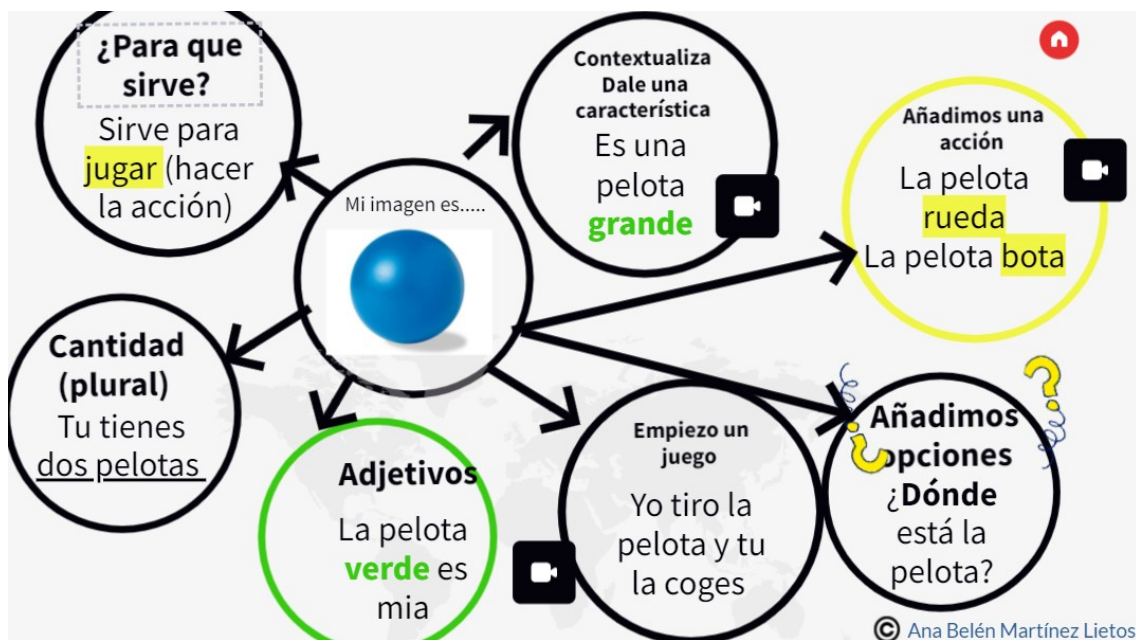 ¿Para que
sirve?
Sirve para
jugar (hacer
la acción)
Contextualiza
Dale una
característica
Es una
pelota
grande
Añadimos una
acción
La pelota
rueda
La pelota bota
Mi imagen es.....
Cantidad
(plural)
Tu tienes
dos pelotas
Adjetivos
La pelota
verde es
mia
Empiezo un
juego
Yo tiro la
pelota y tu
la coges
Añadimos
opciones
¿Dónde
está la
pelota?
© Ana Belén Martínez Lietos